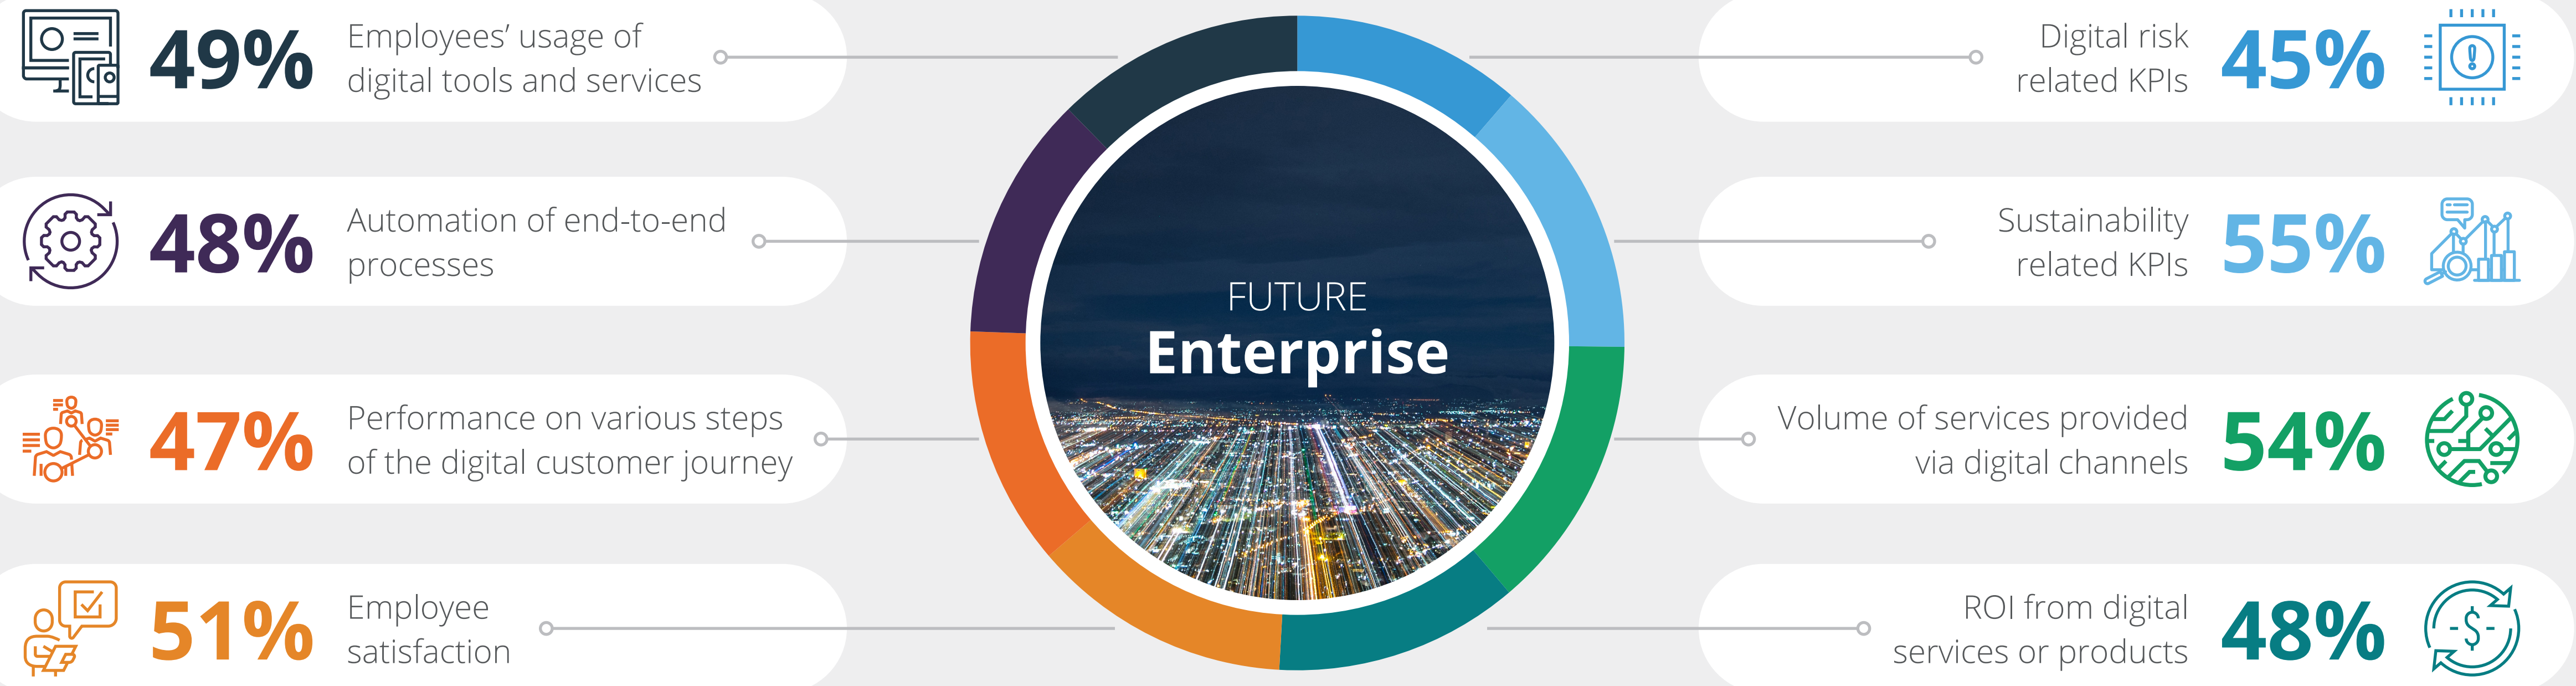 49%
Employees’ usage of
digital tools and services
48%
Automation of end-to-end
processes
47%
Performance on various steps
of the digital customer journey
51%
Employee
satisfaction
FUTURE
Enterprise
Digital risk
related KPIs
45%
Sustainability
related KPIs
55%
Volume of services provided
via digital channels
54%
ROI from digital
services or products
48%